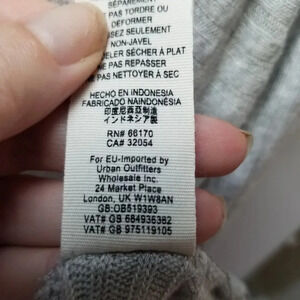 SÉPARÉMENT
PAS TORDRE OU
DÉFORMER
SEZ SEULEMENT
NON-JAVEL
ELER SÉCHER À PLAT
NE PAS REPASSER
PAS NETTOYER À SEC
HECHO EN INDONESIA
FABRICADO NAINDONÉSIA
印度尼西亚制造
インドネシア製
RN# 66170
CA# 32054
For EU-Imported by
Urban Outfitters
Wholesale Inc.
24 Market Place
London, UK W1W8AN
GB:OB519393
VAT# GB 664936382
VAT# GB 975119105